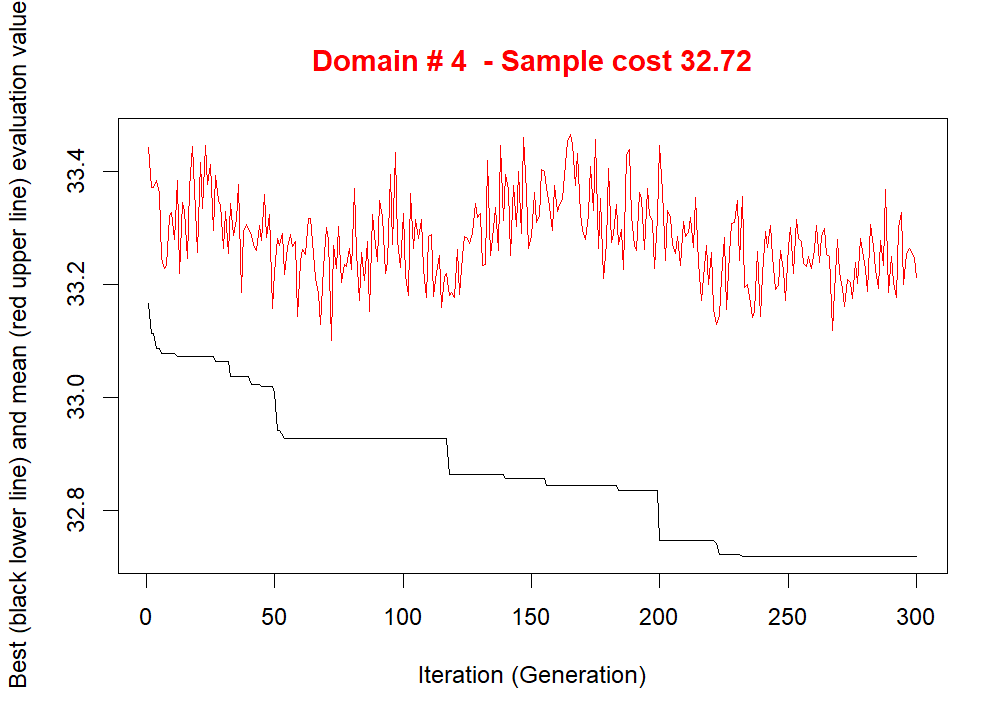 Domain # 4  - Sample cost 32.72
Best (black lower line) and mean (red upper line) evaluation value
33.4
33.2
33.0
32.8
0 50 100 150 200 250 300
Iteration (Generation)